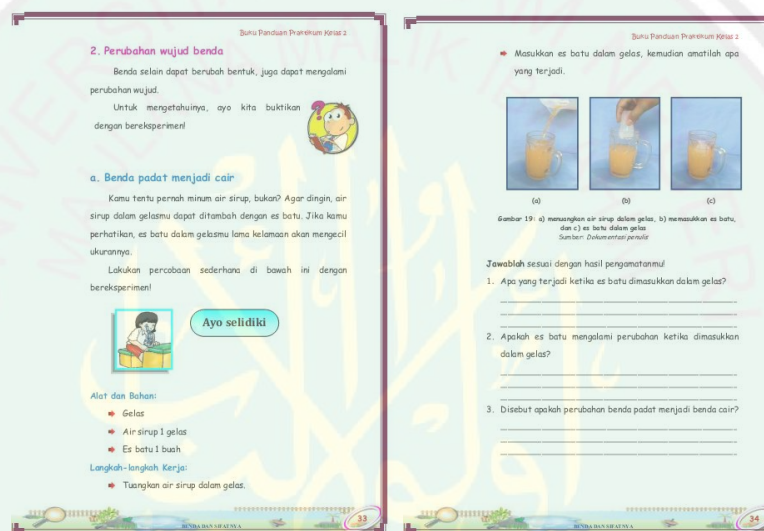 Buku Panduan Praktikum Kelas 2
2. Perubahan wujud benda
Benda selain dapat berubah bentuk, juga dapat mengalami
perubahan wujud.
Untuk mengetahuinya, ayo kita buktikan
dengan bereksperimen!
a. Benda padat menjadi cair
Kamu tentu pernah minum air sirup, bukan? Agar dingin, air
sirup dalam gelasmu dapat ditambah dengan es batu. Jika kamu
perhatikan, es batu dalam gelasmu lama kelamaan akan mengecil
ukurannya.
Lakukan percobaan sederhana di bawah ini dengan
bereksperimen!
Ayo selidiki
Alat dan Bahan:
Gelas
Air sirup 1 gelas
Es batu 1 buah
Langkah-langkah Kerja:
Tuangkan air sirup dalam gelas.
BENDA DAN SIFATNYA
33
Buku Panduan Praktikum Kelas 2
Masukkan es batu dalam gelas, kemudian amatilah apa
yang terjadi.
(a) (b) (c)
Gambar 19: a) menuangkan air sirup dalam gelas, b) memasukkan es batu,
dan c) es batu dalam gelas
Sumber: Dokumentasi penulis
Jawablah sesuai dengan hasil pengamatanmu!
1. Apa yang terjadi ketika es batu dimasukkan dalam gelas?
2. Apakah es batu mengalami perubahan ketika dimasukkan
dalam gelas?
3. Disebut apakah perubahan benda padat menjadi benda cair?
BENDA DAN SIFATNYA
34